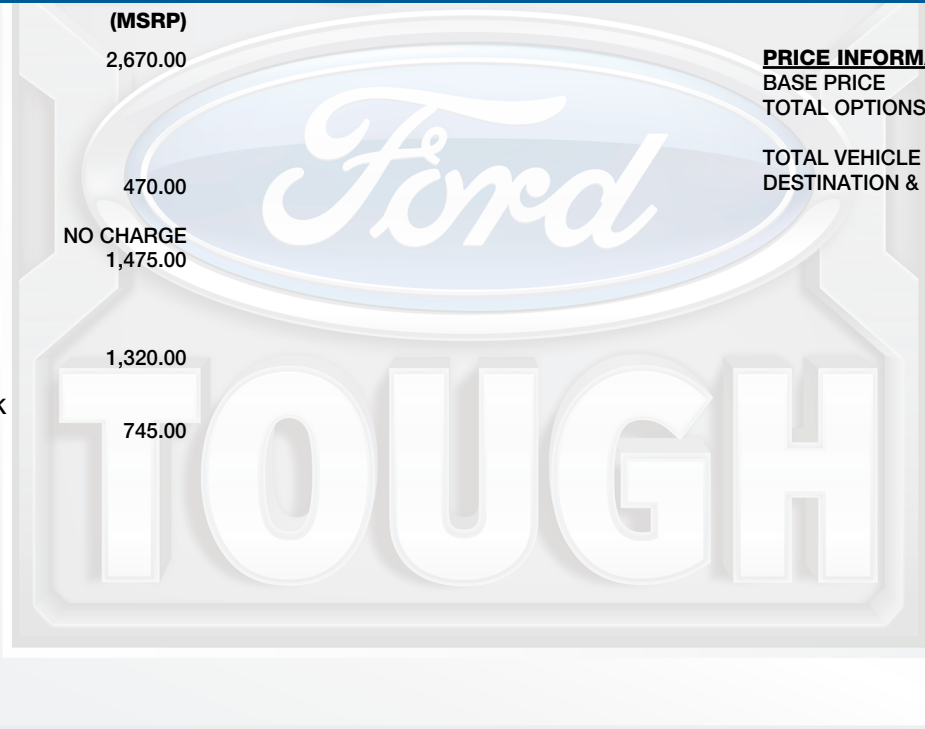 (MSRP)
2,670.00
470.00
NO CHARGE
1,475.00
1,320.00
K
745.00
PRICE INFORMA
BASE PRICE
TOTAL OPTIONS
TOTAL VEHICLE
DESTINATION &
Ford
TOUGH